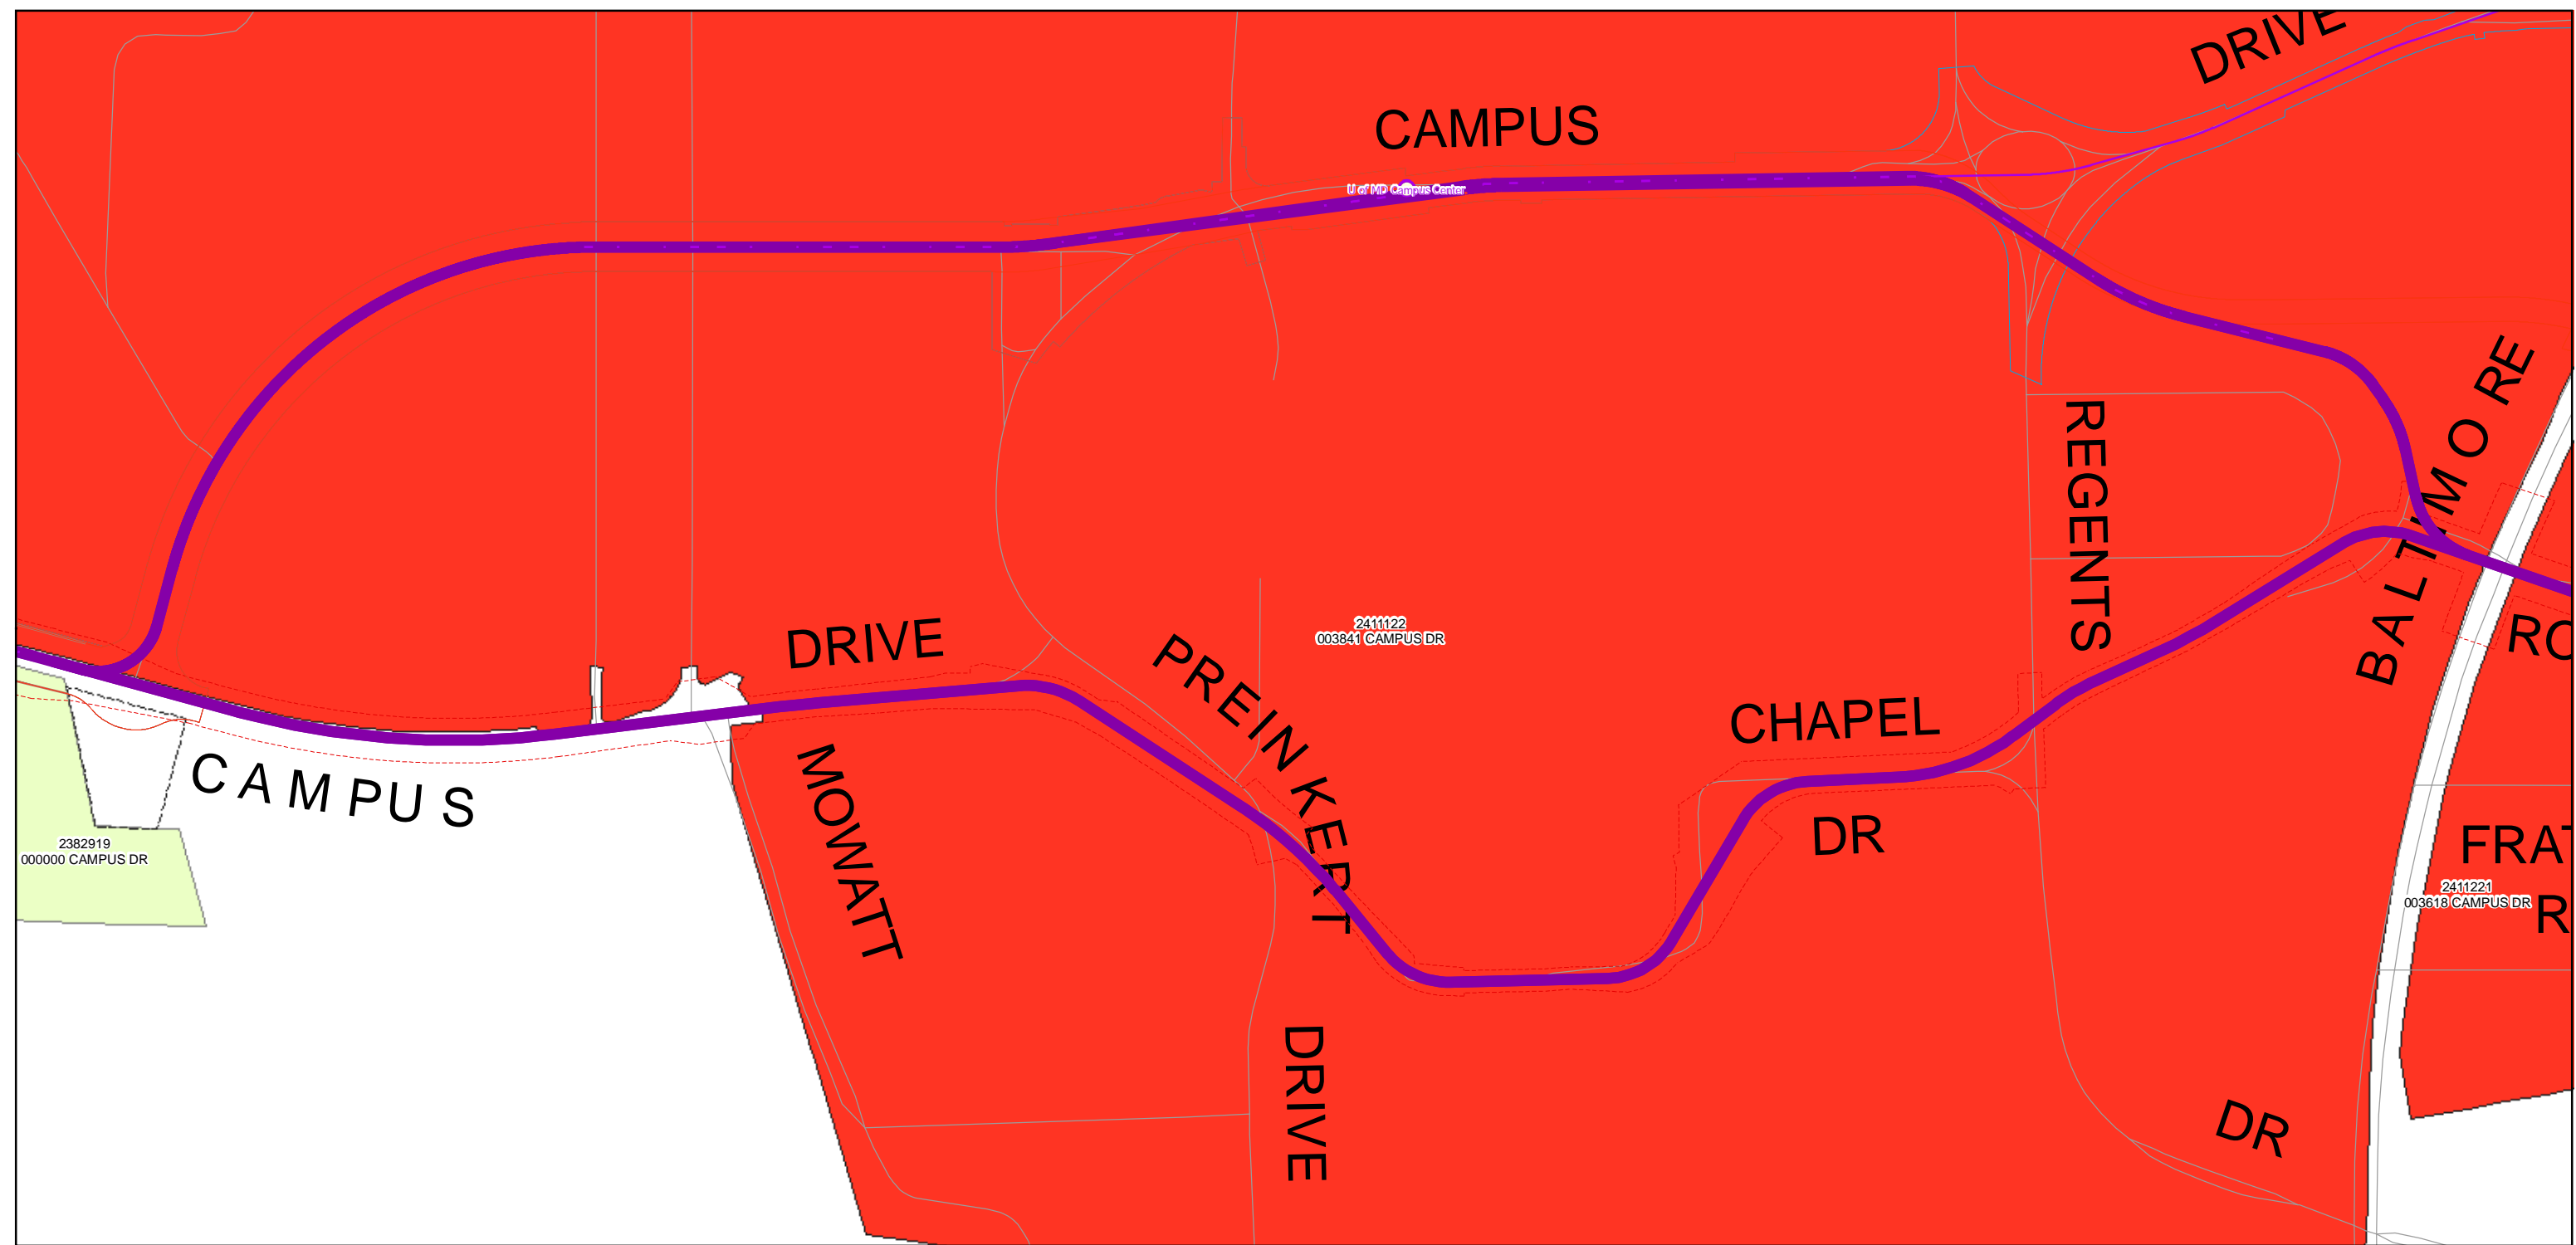 DRIVE
CAMPUS
U of MD Campus Center
BALTIMORE
REGENTS
DRIVE
2411122
003841 CAMPUS DR
PREINKERT
RO
CHAPEL
MOWATT
CAMPUS
DR
2382919
000000 CAMPUS DR
FRAT
2411221
003618 CAMPUS DR
R
DRIVE
DR